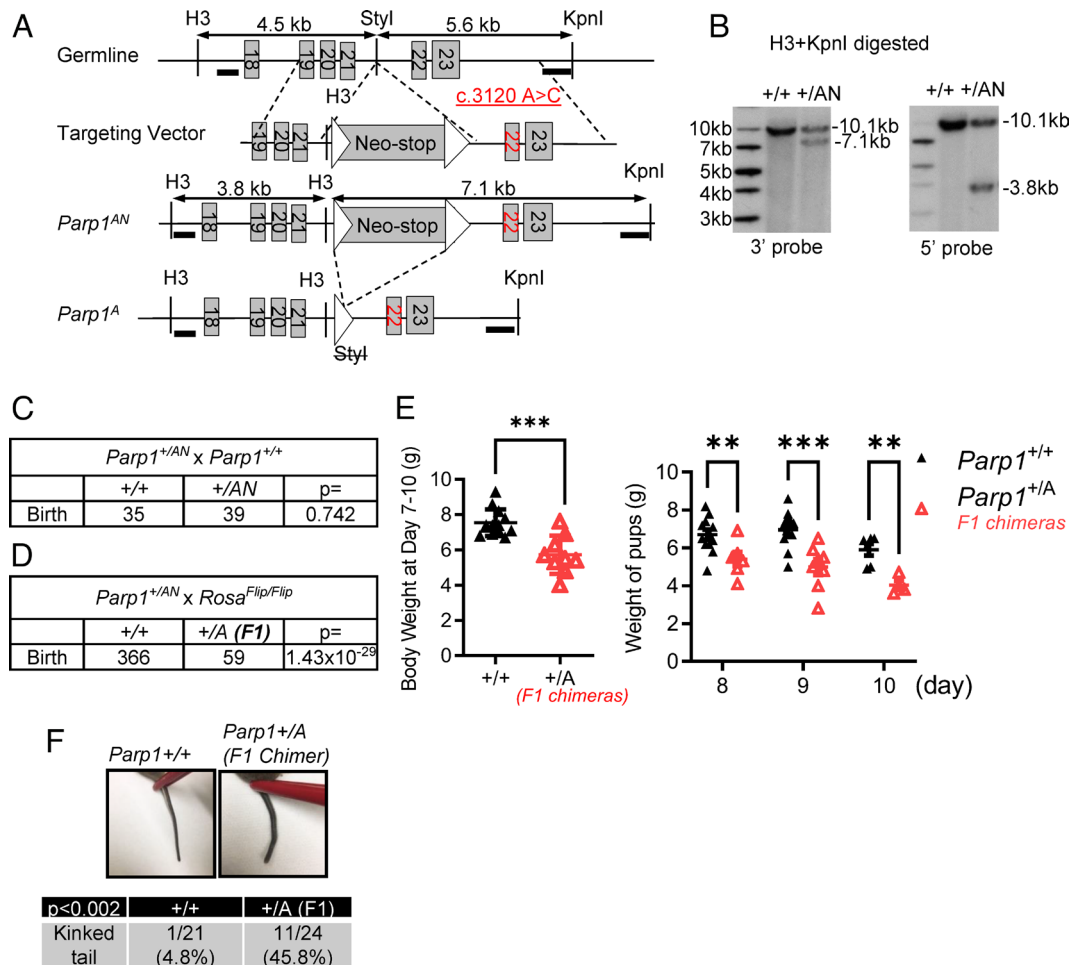 A
H3
4.5 kb
StyI
5.6 kb
KpnI
Germline
18
19
20
21
22
23
H3
c.3120 A>C
Targeting Vector
19
20
21
Neo-stop
22
23
H3
3.8 kb
H3
7.1 kb
KpnI
Parp1AN
18
19
20
21
Neo-stop
22
23
H3
H3
KpnI
Parp1A
18
19
20
21
22
23
StyI
B
H3+KpnI digested
+/+ +/AN
10kb
7kb
5kb
4kb
3kb
-10.1kb
-7.1kb
3' probe
+/+ +/AN
-10.1kb
-3.8kb
5' probe
C
Parp1+/AN x Parp1+/+
+/+ +/AN p=
Birth 35 39 0.742
D
Parp1+/AN x RosaFlip/Flip
+/+ +/A (F1) p=
Birth 366 59 1.43x10-29
E
***
Body Weight at Day 7-10 (g)
10
8
6
4
2
0
+/+ +/A
(F1 chimeras)
** *** **
Weight of pups (g)
10
8
6
4
2
0
8 9 10 (day)
Parp1+/+
Parp1+/A
F1 chimeras
F
Parp1+/+
Parp1+/A
(F1 Chimer)
p<0.002 +/+ +/A (F1)
Kinked tail 1/21 (4.8%) 11/24 (45.8%)